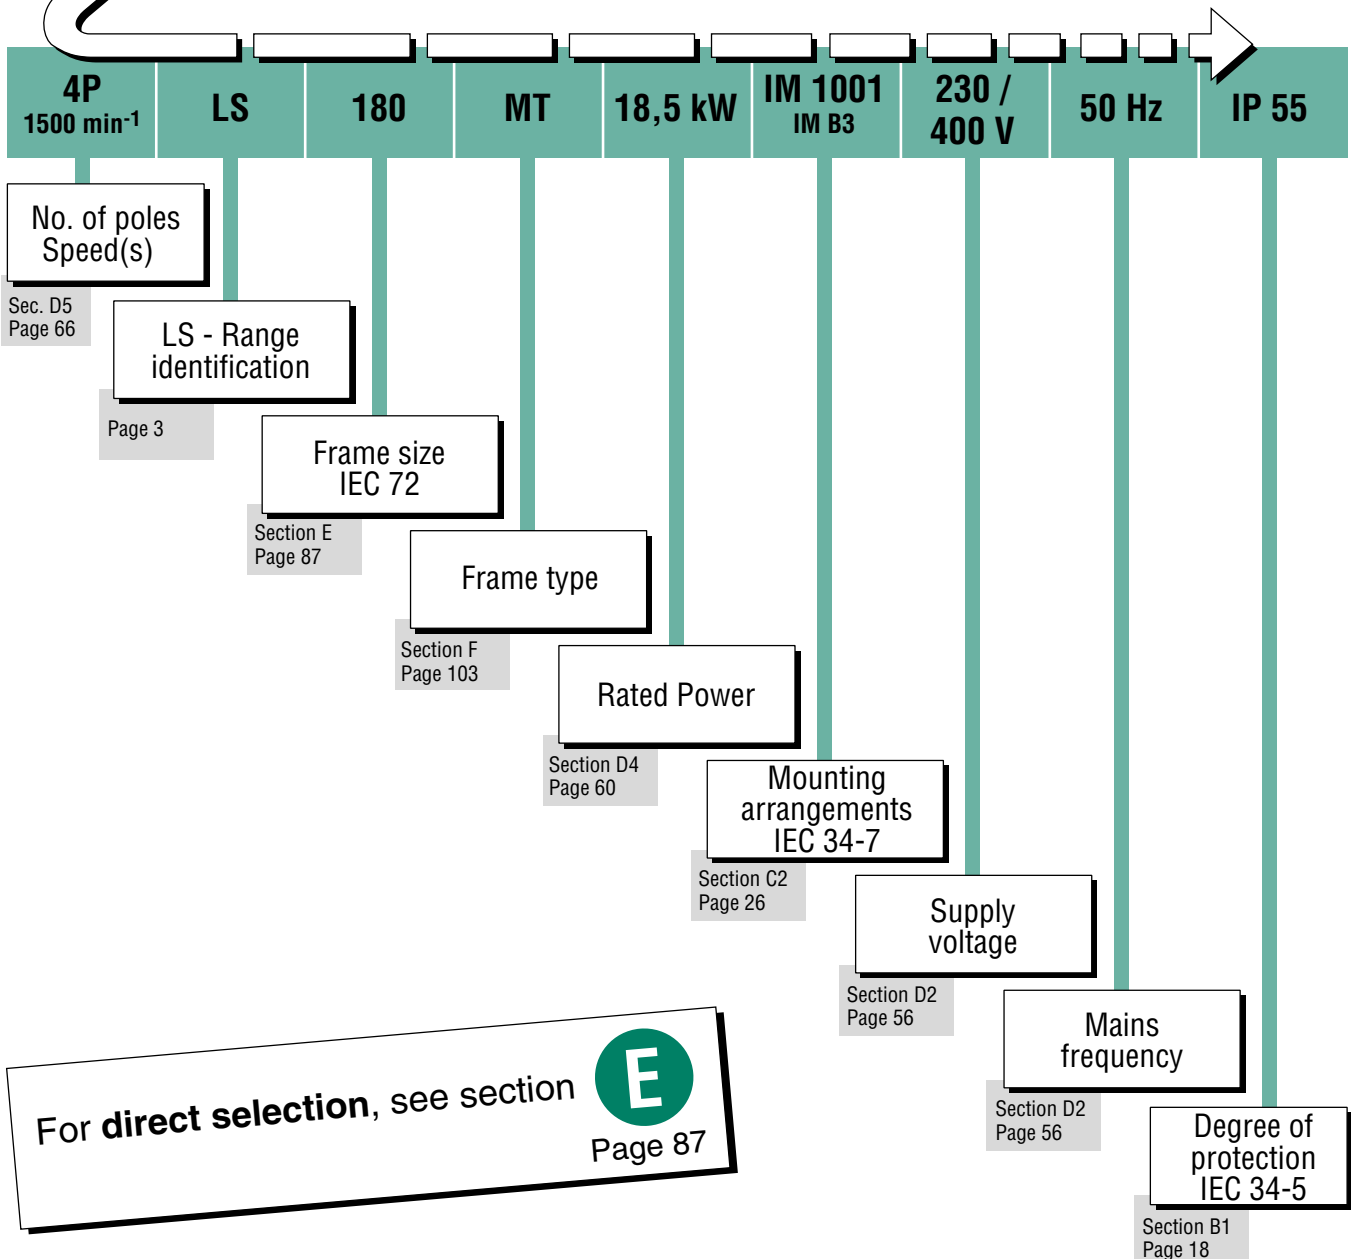 4P
1500 min-1
LS
180
MT
18,5 kW
IM 1001
IM B3
230 /
400 V
50 Hz
IP 55
No. of poles
Speed(s)
Sec. D5
Page 66
LS - Range
identification
Page 3
Frame size
IEC 72
Section E
Page 87
Frame type
Section F
Page 103
Rated Power
Section D4
Page 60
Mounting
arrangements
IEC 34-7
Section C2
Page 26
Supply
voltage
Section D2
Page 56
Mains
frequency
Section D2
Page 56
Degree of
protection
IEC 34-5
Section B1
Page 18
For direct selection, see section E
Page 87